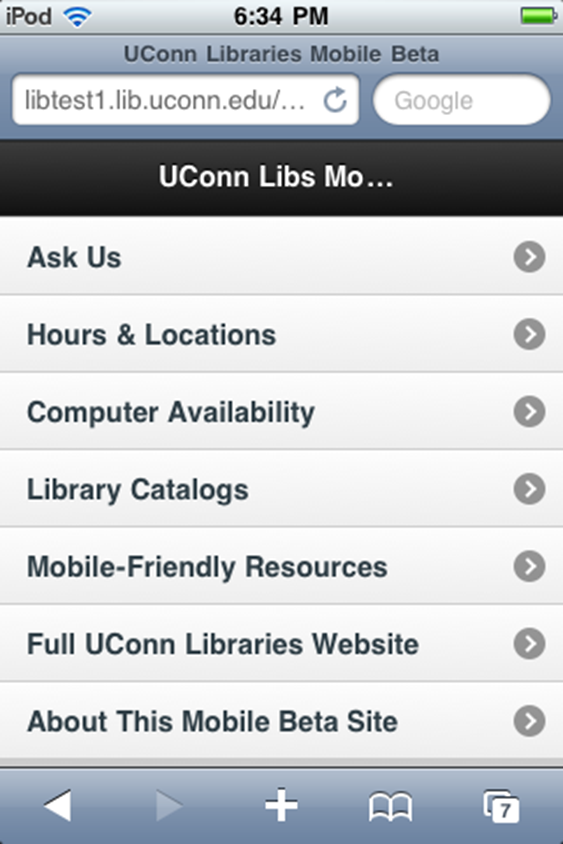 iPod 6:34 PM
UConn Libraries Mobile Beta
libtest1.lib.uconn.edu/... Google
UConn Libs Mo...
Ask Us
Hours & Locations
Computer Availability
Library Catalogs
Mobile-Friendly Resources
Full UConn Libraries Website
About This Mobile Beta Site
7